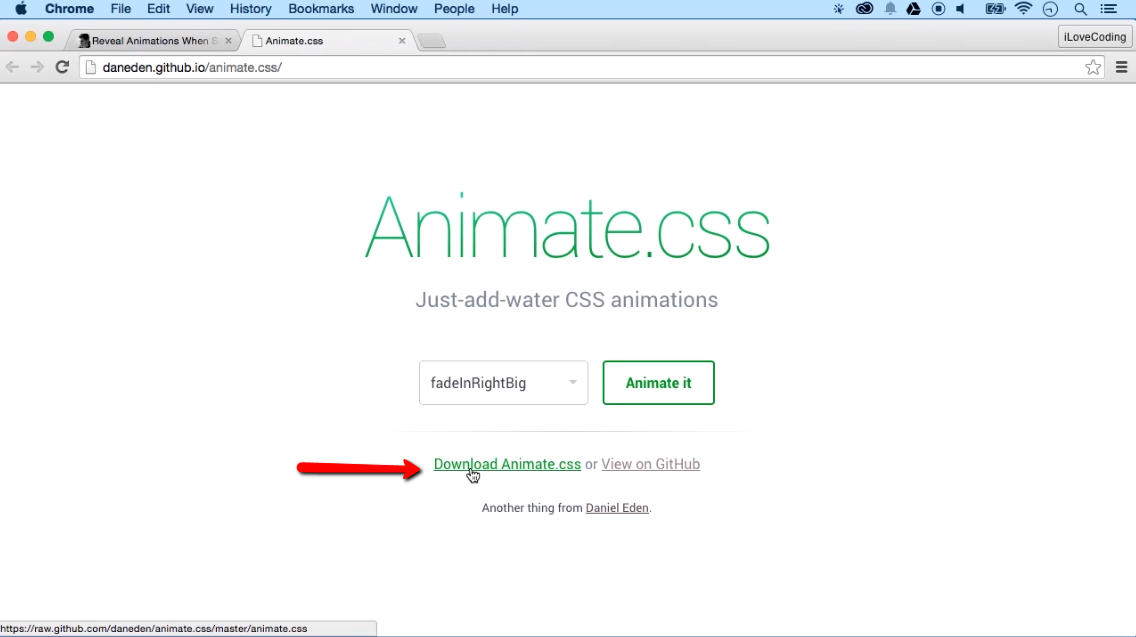 Chrome File Edit View History Bookmarks Window People Help
Reveal Animations When S
Animate.css
iLoveCoding
daneden.github.io/animate.css/
Animate.css
Just-add-water CSS animations
fadeInRightBig
Animate it
Download Animate.css or View on GitHub
Another thing from Daniel Eden.
https://raw.github.com/daneden/animate.css/master/animate.css